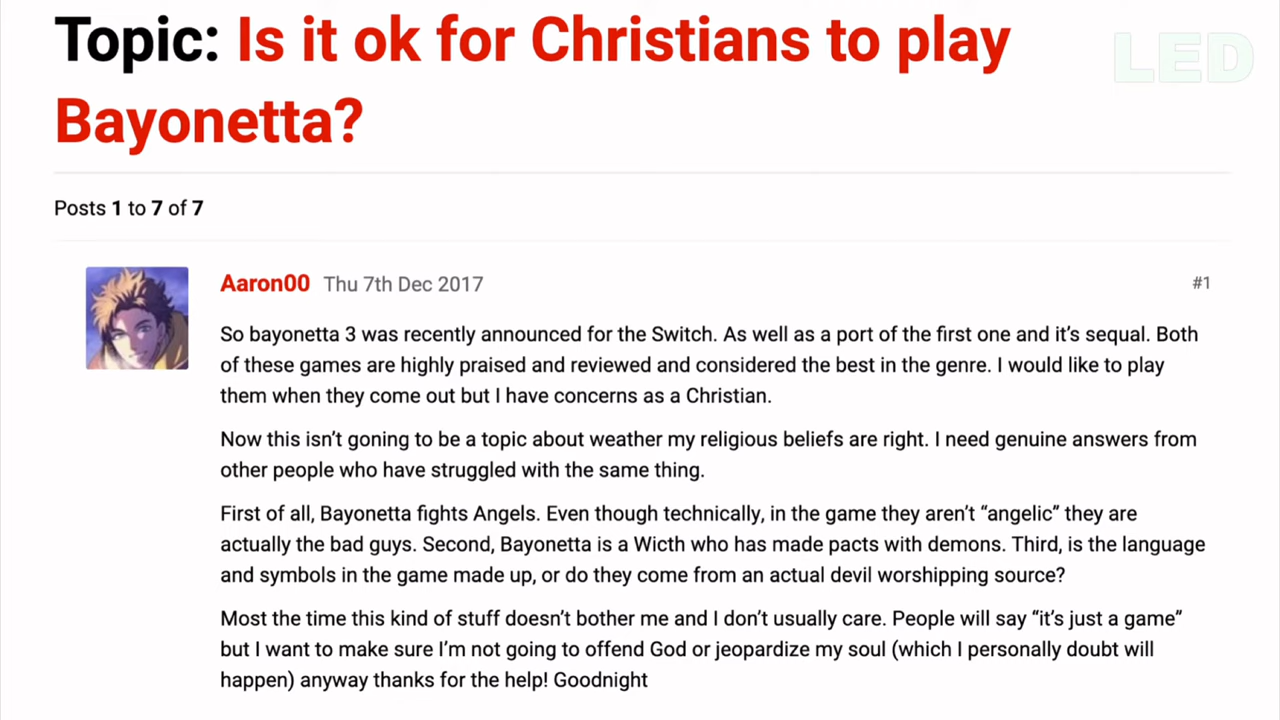 Topic: Is it ok for Christians to play
Bayonetta?
LED
Posts 1 to 7 of 7
Aaron00 Thu 7th Dec 2017
#1
So bayonetta 3 was recently announced for the Switch. As well as a port of the first one and it's sequal. Both
of these games are highly praised and reviewed and considered the best in the genre. I would like to play
them when they come out but I have concerns as a Christian.
Now this isn't goning to be a topic about weather my religious beliefs are right. I need genuine answers from
other people who have struggled with the same thing.
First of all, Bayonetta fights Angels. Even though technically, in the game they aren't “angelic” they are
actually the bad guys. Second, Bayonetta is a Wicth who has made pacts with demons. Third, is the language
and symbols in the game made up, or do they come from an actual devil worshipping source?
Most the time this kind of stuff doesn't bother me and I don't usually care. People will say “it's just a game”
but I want to make sure I'm not going to offend God or jeopardize my soul (which I personally doubt will
happen) anyway thanks for the help! Goodnight